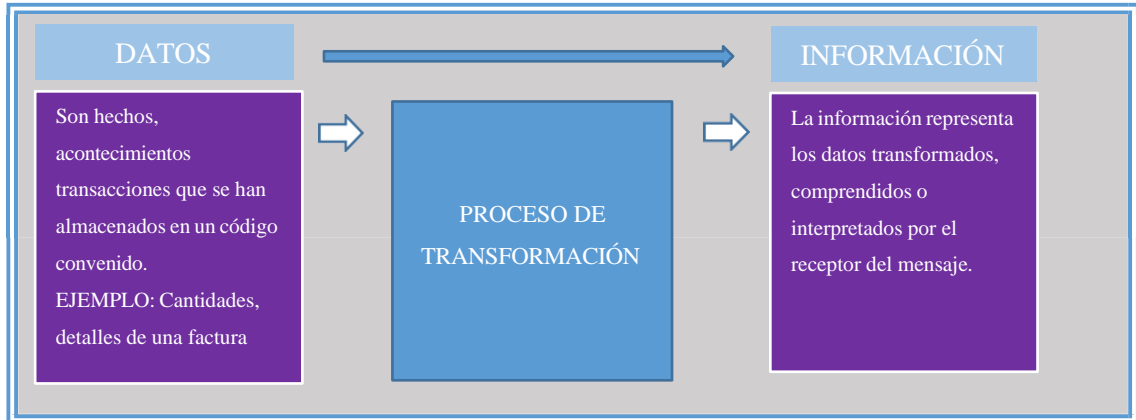 DATOS
Son hechos,
acontecimientos
transacciones que se han
almacenados en un código
convenido.
EJEMPLO: Cantidades,
detalles de una factura
PROCESO DE
TRANSFORMACIÓN
INFORMACIÓN
La información representa
los datos transformados,
comprendidos o
interpretados por el
receptor del mensaje.